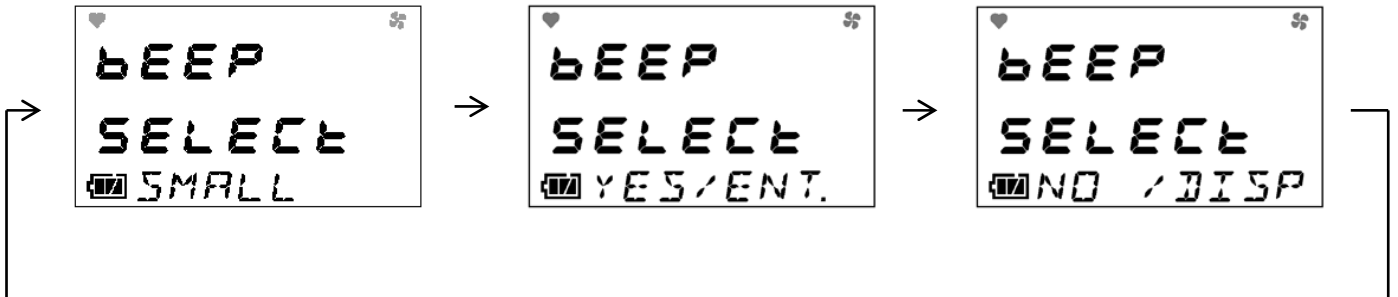 bEEP
SELECt
SMALL
bEEP
SELECt
YES/ENT.
bEEP
SELECt
NO /DISP